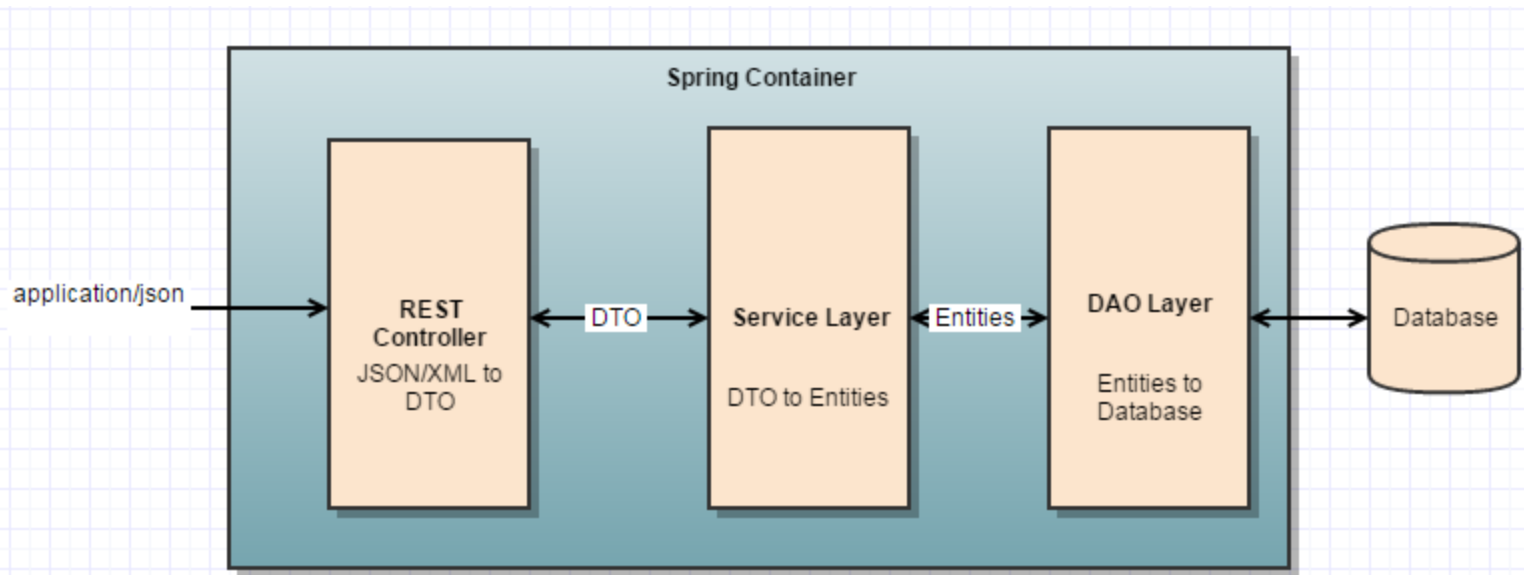 Spring Container
application/json
REST
Controller
JSON/XML to
DTO
DTO
Service Layer
DTO to Entities
Entities
DAO Layer
Entities to
Database
Database